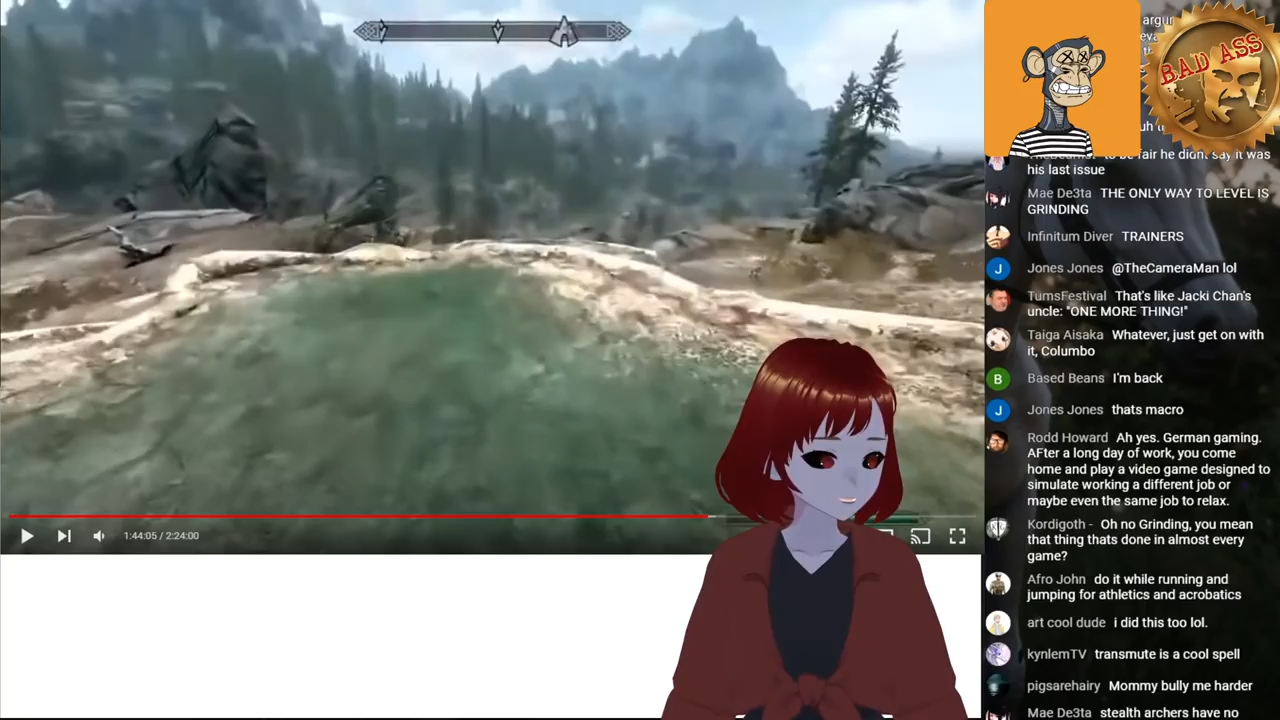 argu
BAD ASS
to be fair he didnt say it was
his last issue
Mae De3ta THE ONLY WAY TO LEVEL IS
GRINDING
Infinitum Diver TRAINERS
J Jones Jones @TheCameraMan lol
TumsFestival That's like Jacki Chan's
uncle: "ONE MORE THING!"
Taiga Aisaka Whatever, just get on with
it, Columbo
B Based Beans I'm back
J Jones Jones thats macro
Rodd Howard Ah yes. German gaming.
AFter a long day of work, you come
home and play a video game designed to
simulate working a different job or
maybe even the same job to relax.
Kordigoth - Oh no Grinding, you mean
that thing thats done in almost every
game?
Afro John do it while running and
jumping for athletics and acrobatics
art cool dude i did this too lol.
kynlemTV transmute is a cool spell
pigsarehairy Mommy bully me harder
Mae De3ta stealth archers have no
1:44:05 / 2:24:00